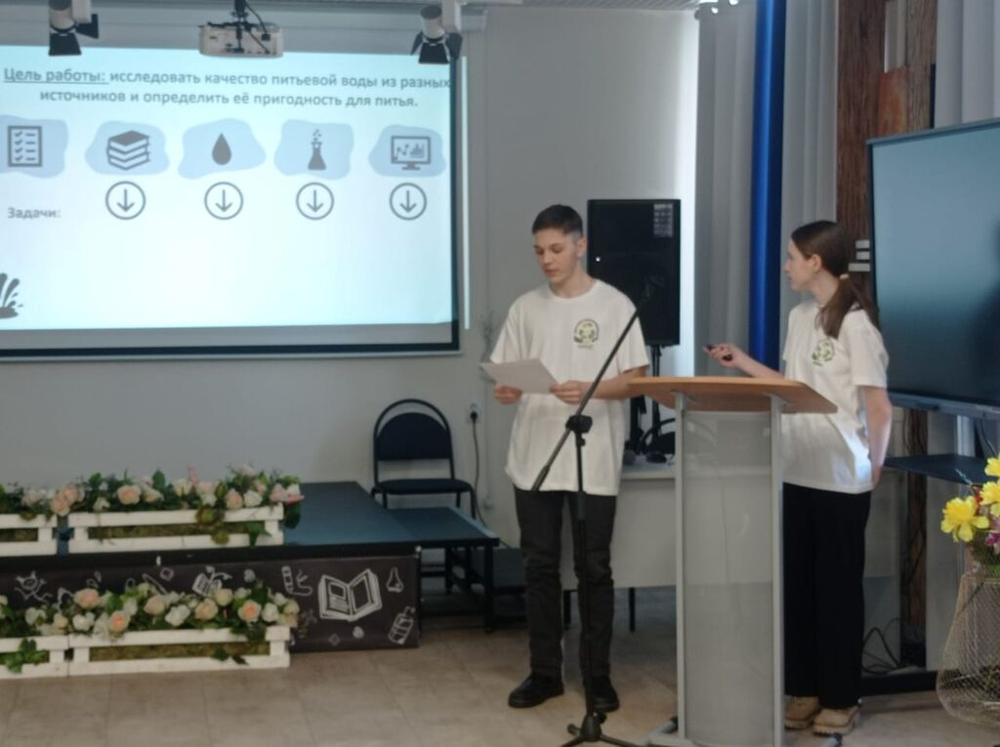 Цель работы: исследовать качество питьевой воды из разных
источников и определить её пригодность для питья.
Задачи: